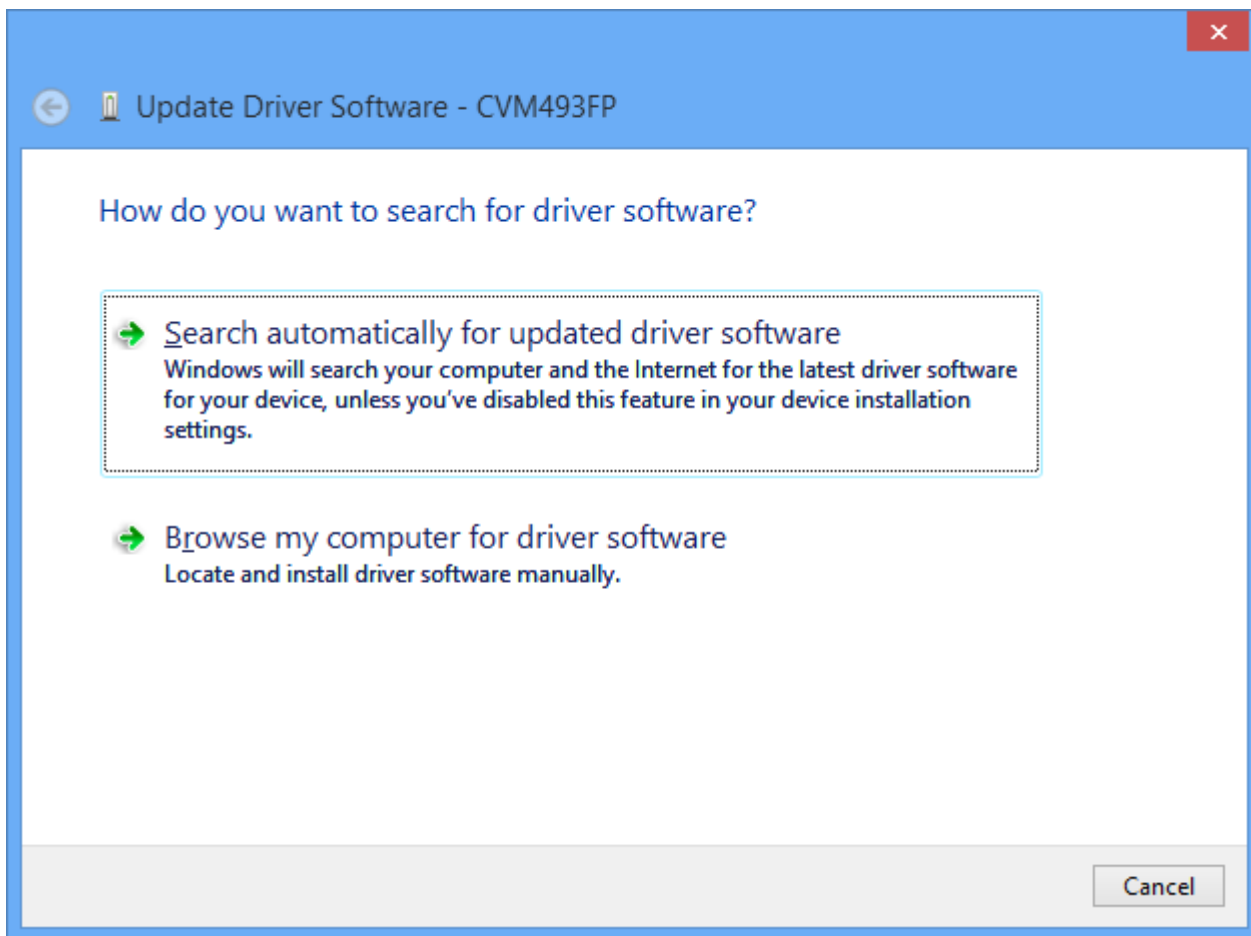 Update Driver Software - CVM493FP
How do you want to search for driver software?
Search automatically for updated driver software
Windows will search your computer and the Internet for the latest driver software
for your device, unless you've disabled this feature in your device installation
settings.
Browse my computer for driver software
Locate and install driver software manually.
Cancel